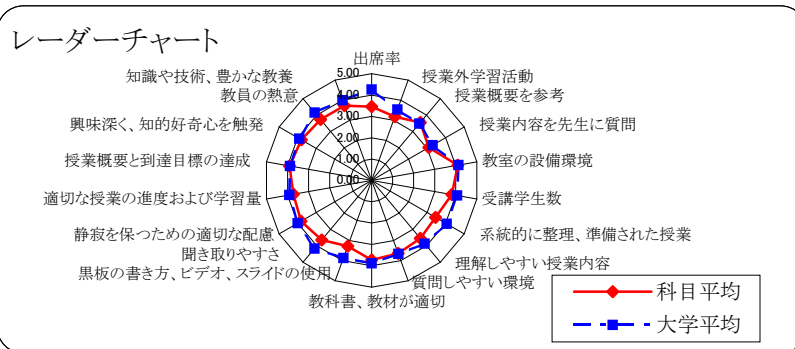 レーダーチャート
出席率
授業外学習活動
授業概要を参考
授業内容を先生に質問
教室の設備環境
受講学生数
系統的に整理、準備された授業
理解しやすい授業内容
質問しやすい環境
教科書、教材が適切
黒板の書き方、ビデオ、スライドの使用
聞き取りやすさ
静寂を保つための適切な配慮
適切な授業の進度および学習量
授業概要と到達目標の達成
興味深く、知的好奇心を触発
教員の熱意
知識や技術、豊かな教養
5.00
4.00
3.00
2.00
1.00
0.00
科目平均
大学平均